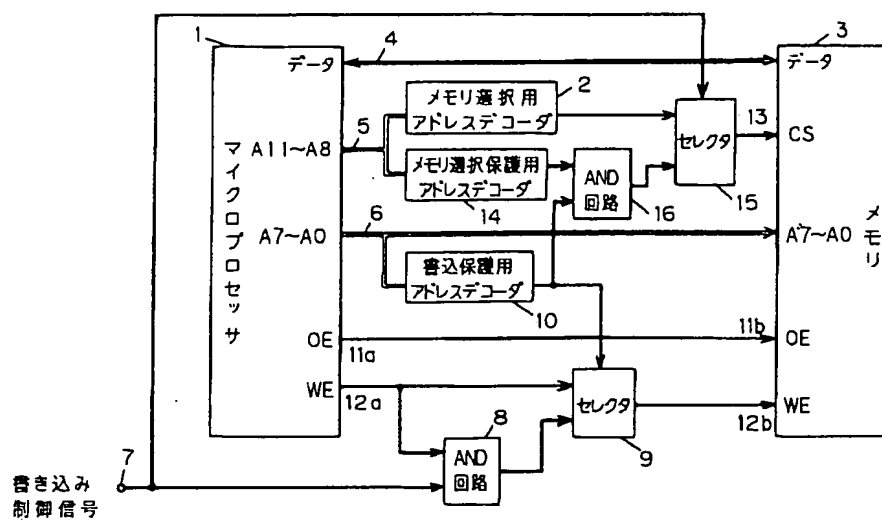 1
データ
4
3
データ
メモリ選択用
アドレスデコーダ
2
13
A11~A8
5
セレクタ
CS
メモリ選択保護用
アドレスデコーダ
14
AND
回路
16
15
マイクロプロセッサ
A7~A0
6
A7~A0
メモリ
書込保護用
アドレスデコーダ
10
OE
11a
11b
OE
WE
12a
セレクタ
9
12b
WE
8
AND
回路
7
書き込み
制御信号